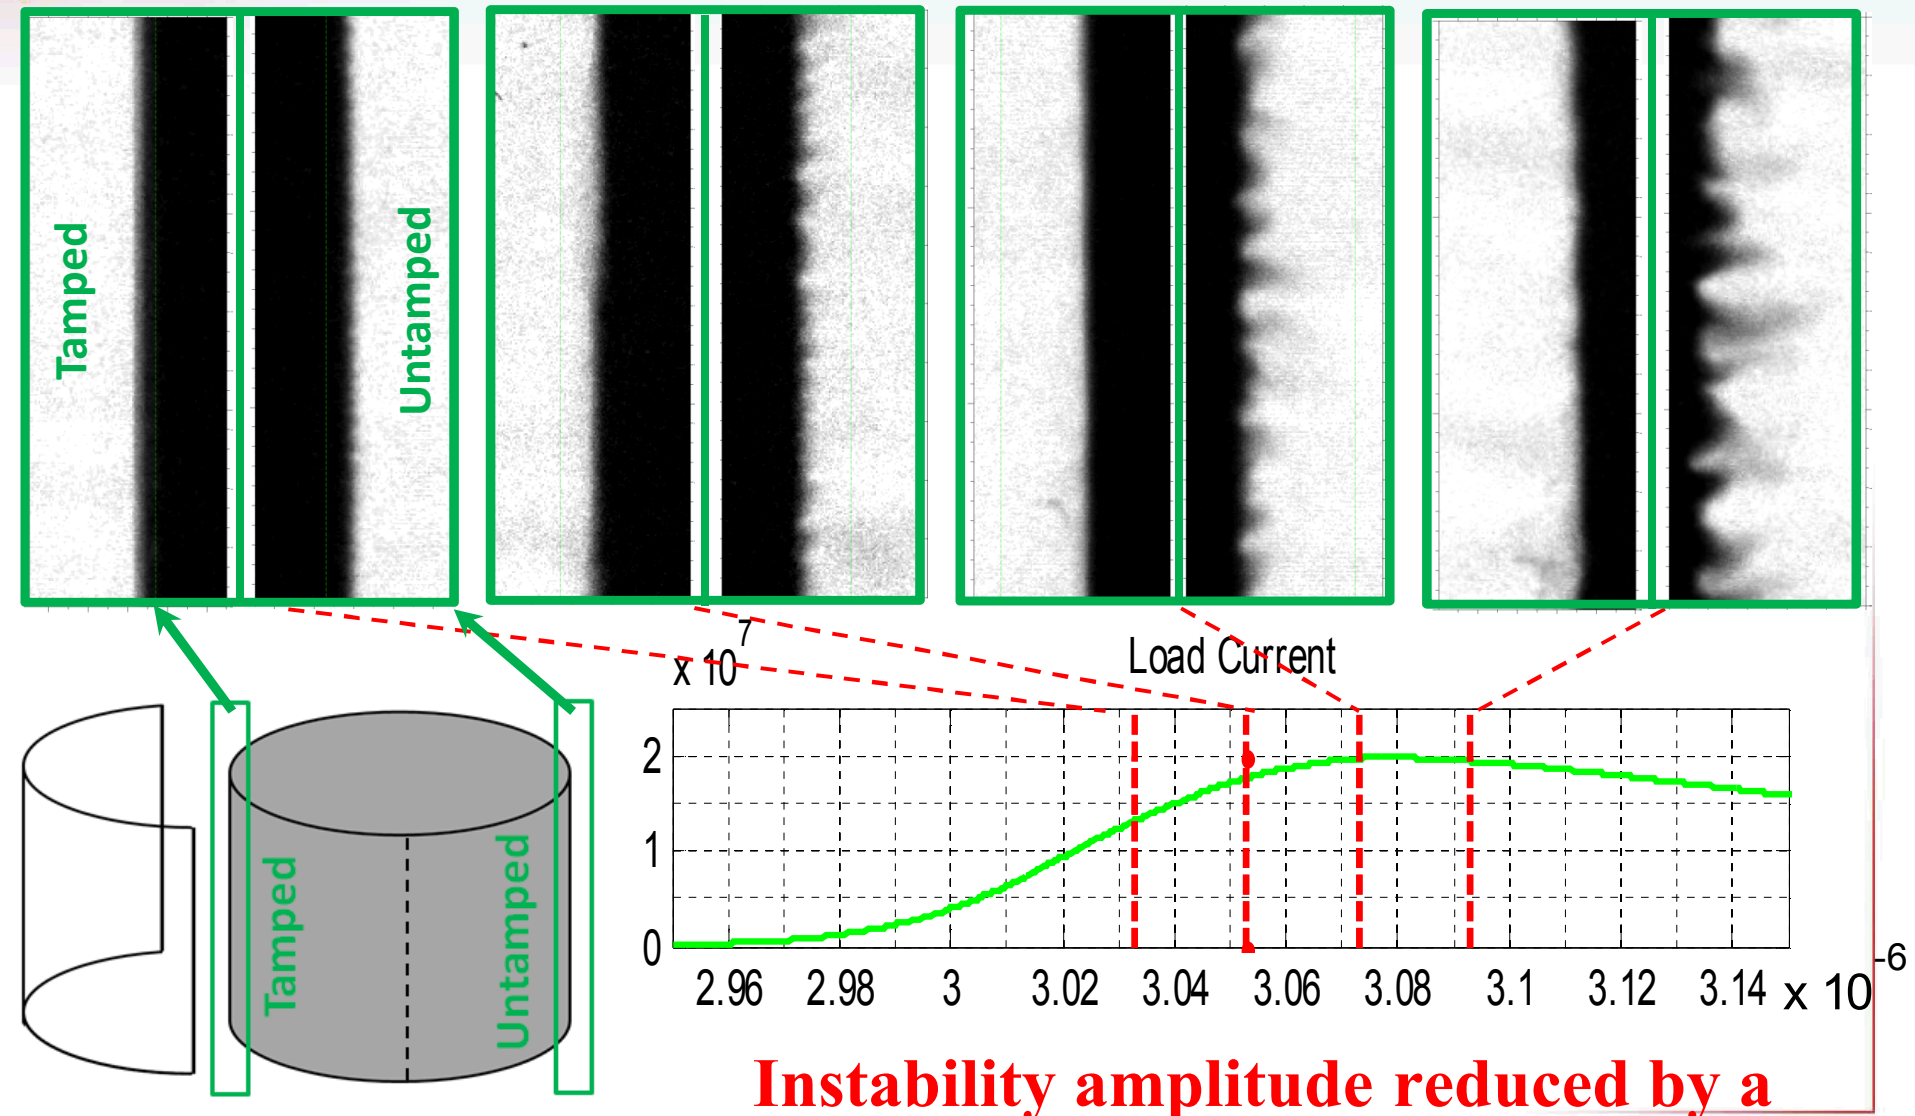 Tamped
Untamped
x 10
7
Load Current
2
1
0
2.96 2.98 3 3.02 3.04 3.06 3.08 3.1 3.12 3.14 x 10
-6
Tamped
Untamped
Instability amplitude reduced by a